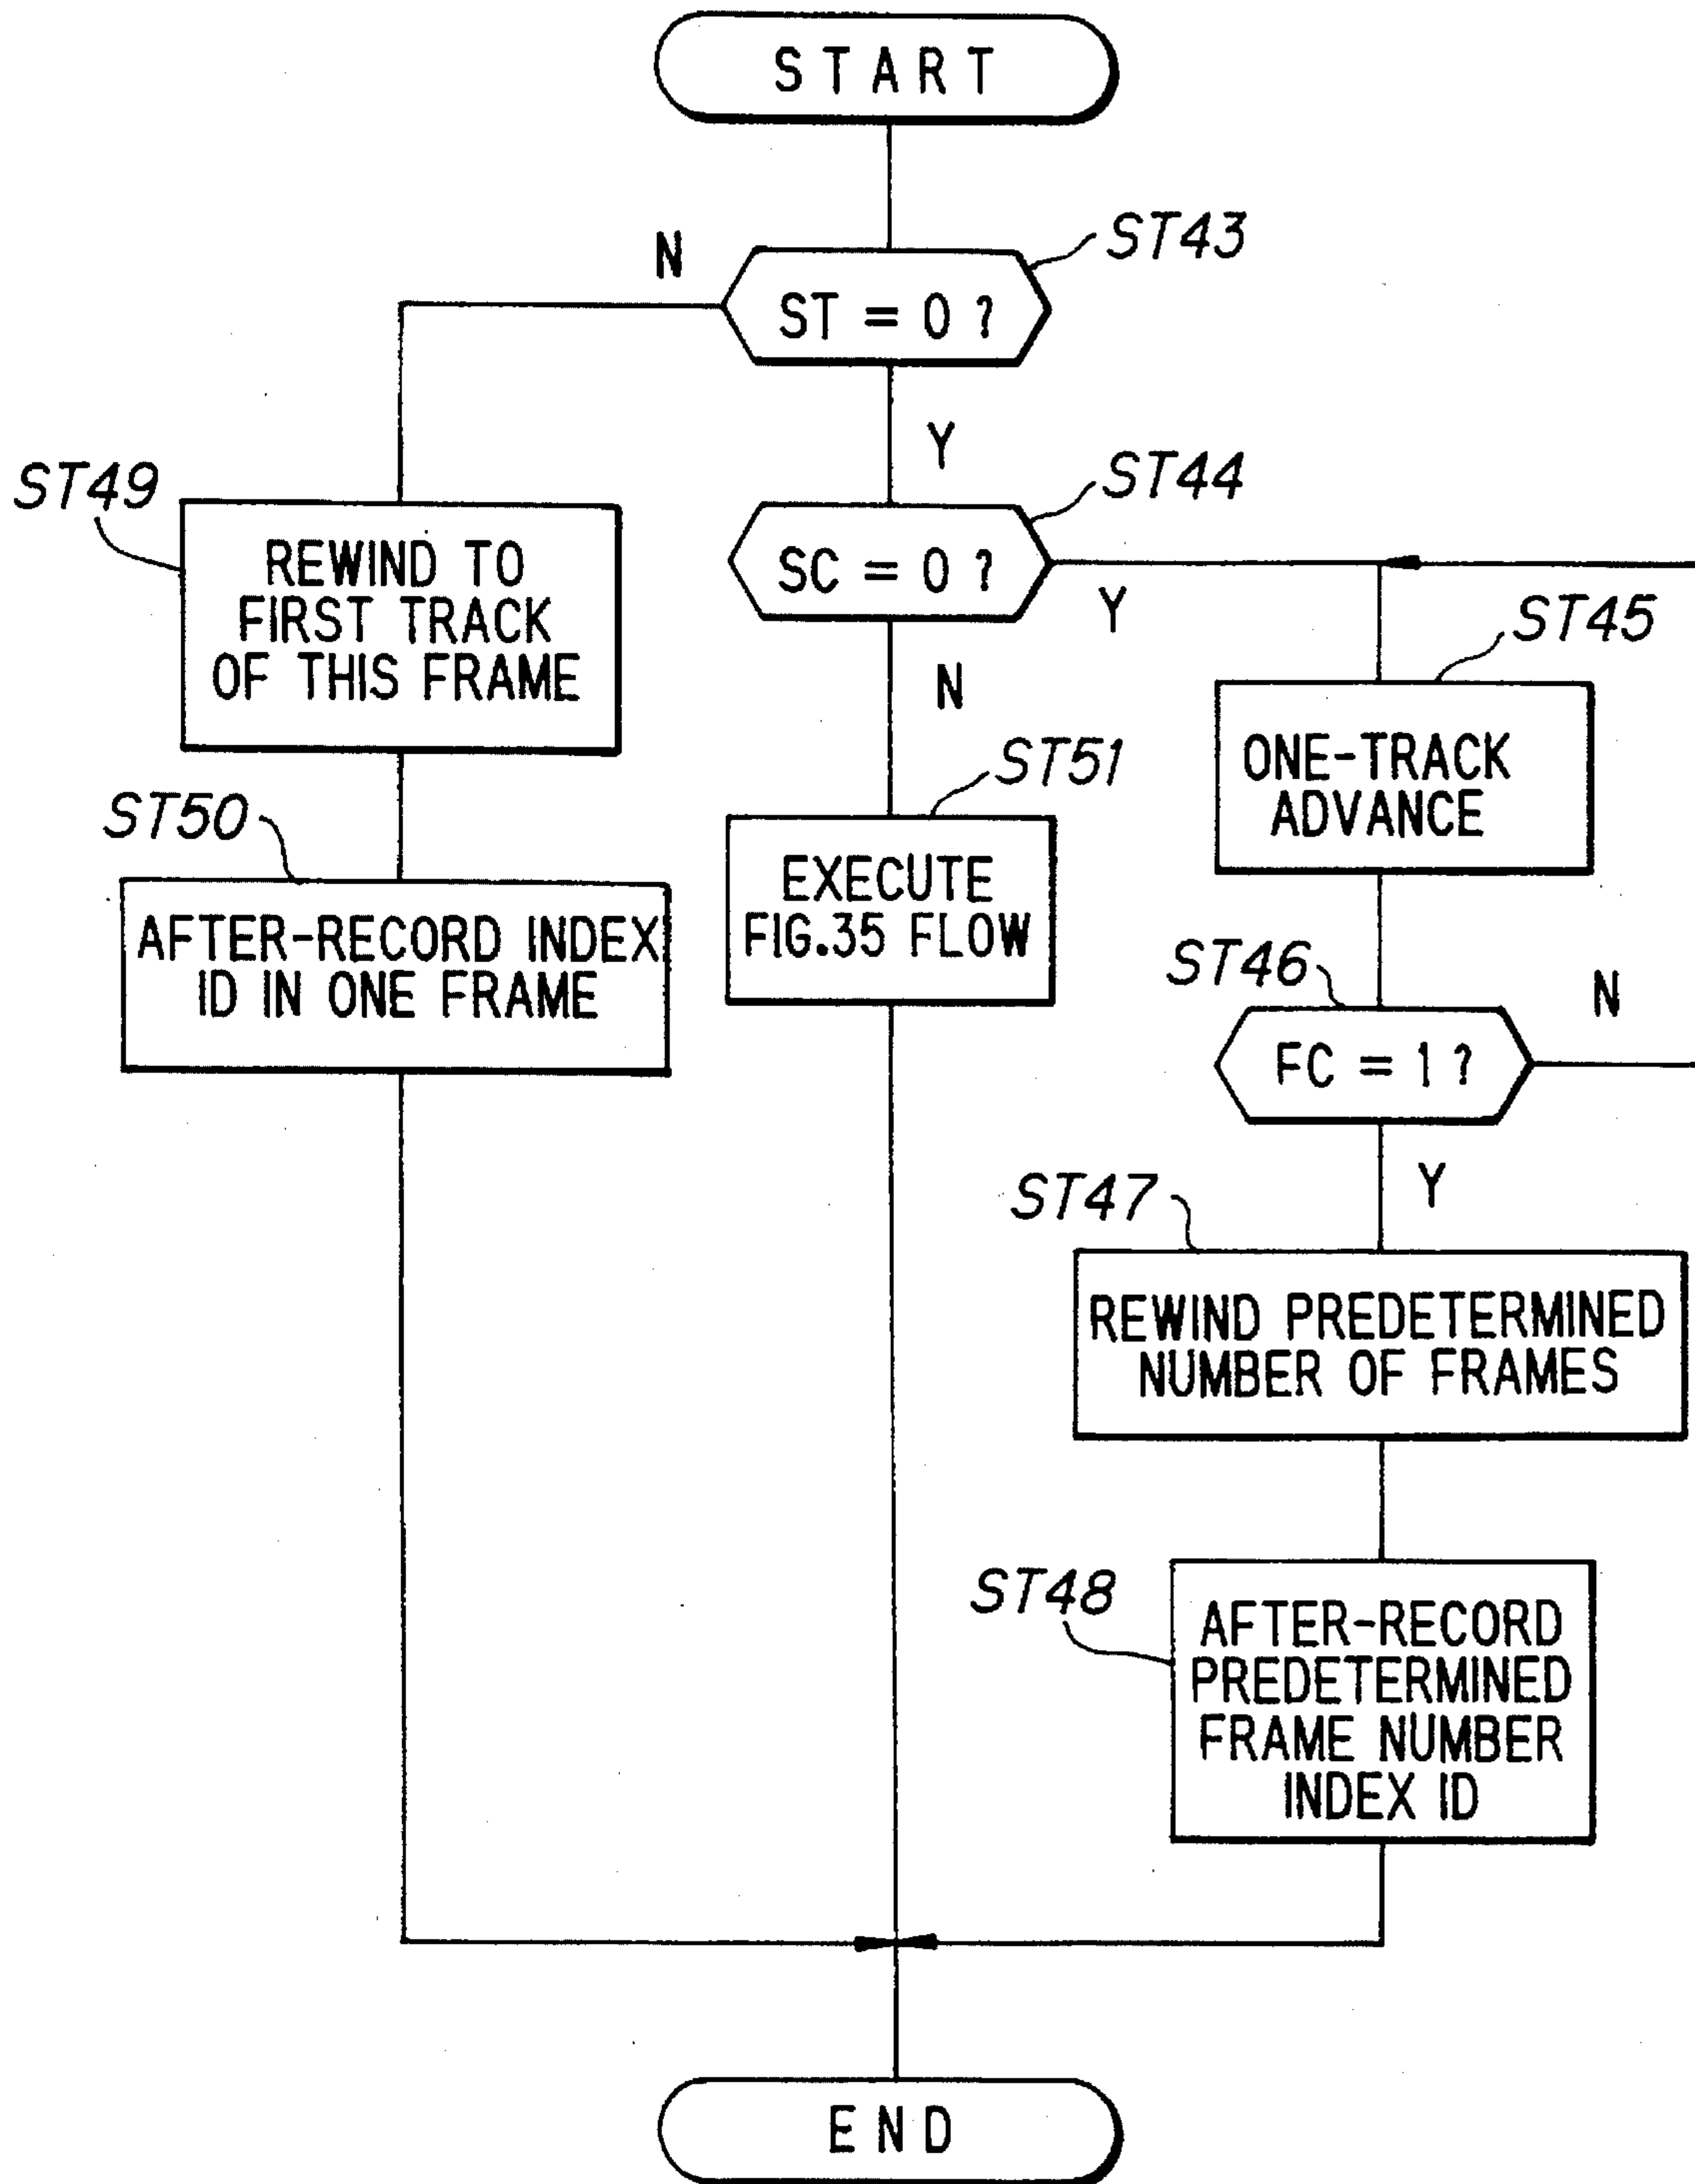 START
ST43
N
ST = 0 ?
Y
ST49
ST44
REWIND TO
FIRST TRACK
OF THIS FRAME
SC = 0 ?
Y
ST45
N
ONE-TRACK
ADVANCE
ST51
ST50
EXECUTE
FIG.35 FLOW
AFTER-RECORD INDEX
ID IN ONE FRAME
ST46
N
FC = 1 ?
Y
ST47
REWIND PREDETERMINED
NUMBER OF FRAMES
ST48
AFTER-RECORD
PREDETERMINED
FRAME NUMBER
INDEX ID
END